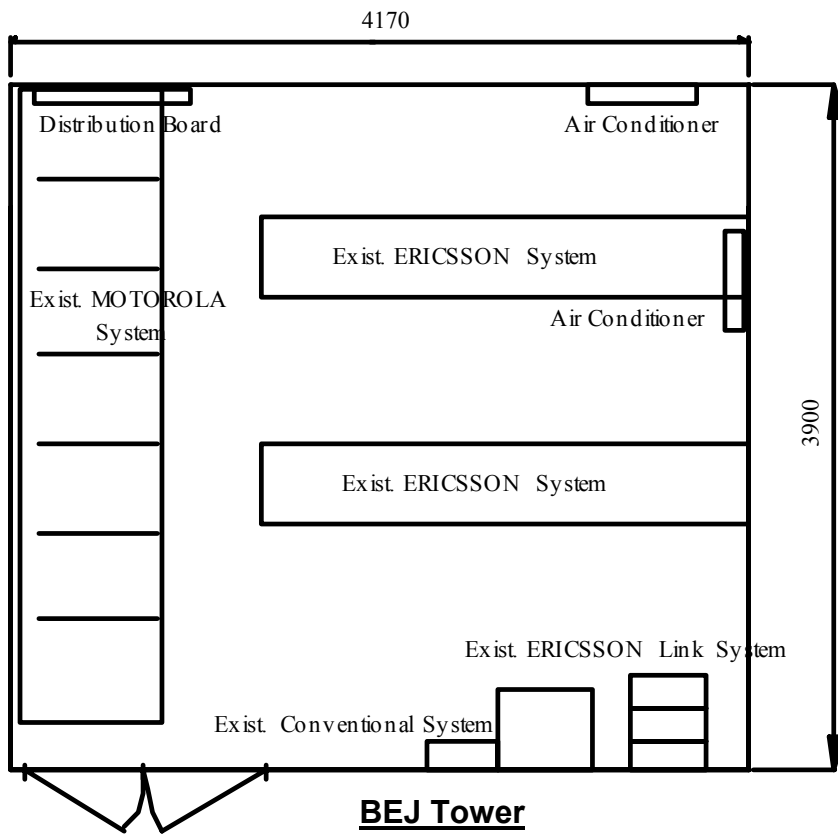 4170
Distribution Board
Air Conditioner
Exist. ERICSSON System
Exist. MOTOROLA
System
Air Conditioner
3900
Exist. ERICSSON System
Exist. ERICSSON Link System
Exist. Conventional System
BEJ Tower